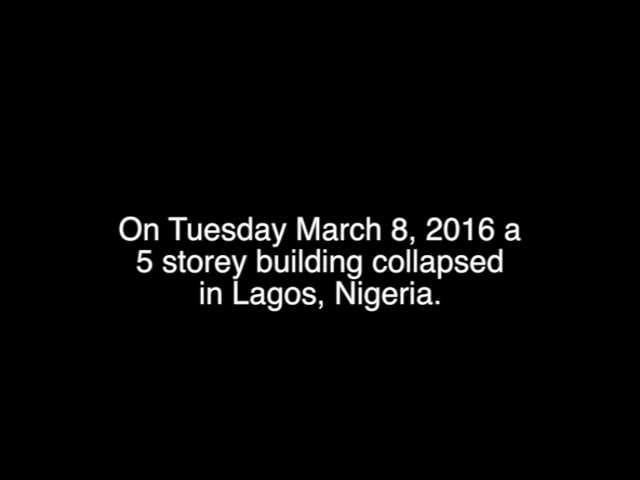 On Tuesday March 8, 2016 a
5 storey building collapsed
in Lagos, Nigeria.